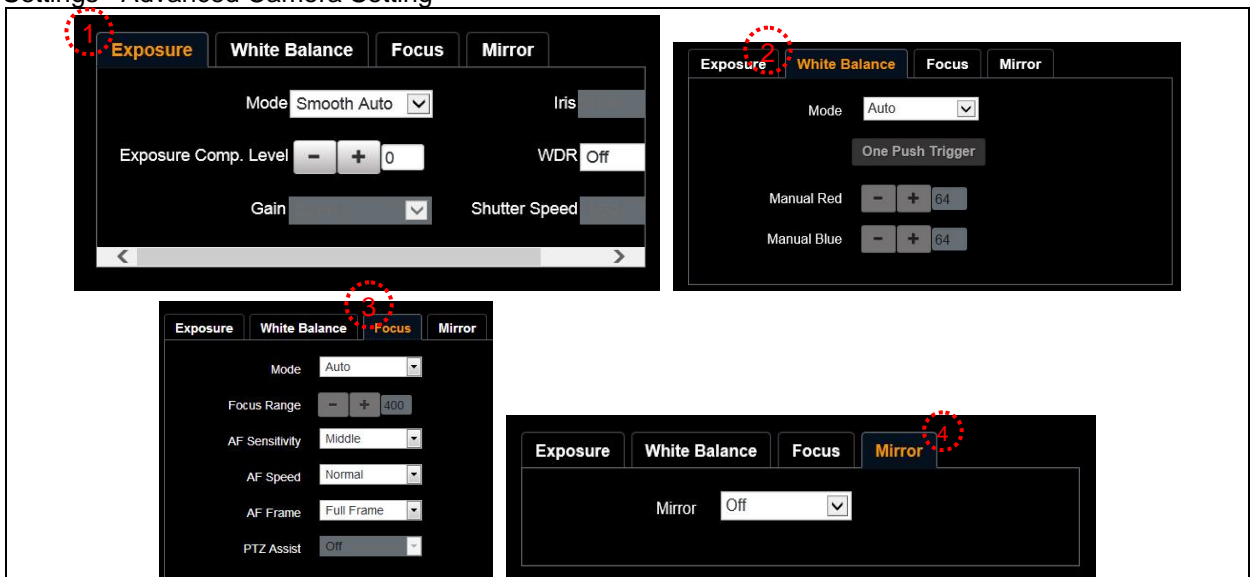 Settings - Advanced Camera Setting
1
Exposure White Balance Focus Mirror
Mode Smooth Auto Iris
Exposure Comp. Level - + 0 WDR Off
Gain Shutter Speed
2
Exposure White Balance Focus Mirror
Mode Auto
One Push Trigger
Manual Red - + 64
Manual Blue - + 64
3
Exposure White Balance Focus Mirror
Mode Auto
Focus Range - + 400
AF Sensitivity Middle
AF Speed Normal
AF Frame Full Frame
PTZ Assist Off
4
Exposure White Balance Focus Mirror
Mirror Off